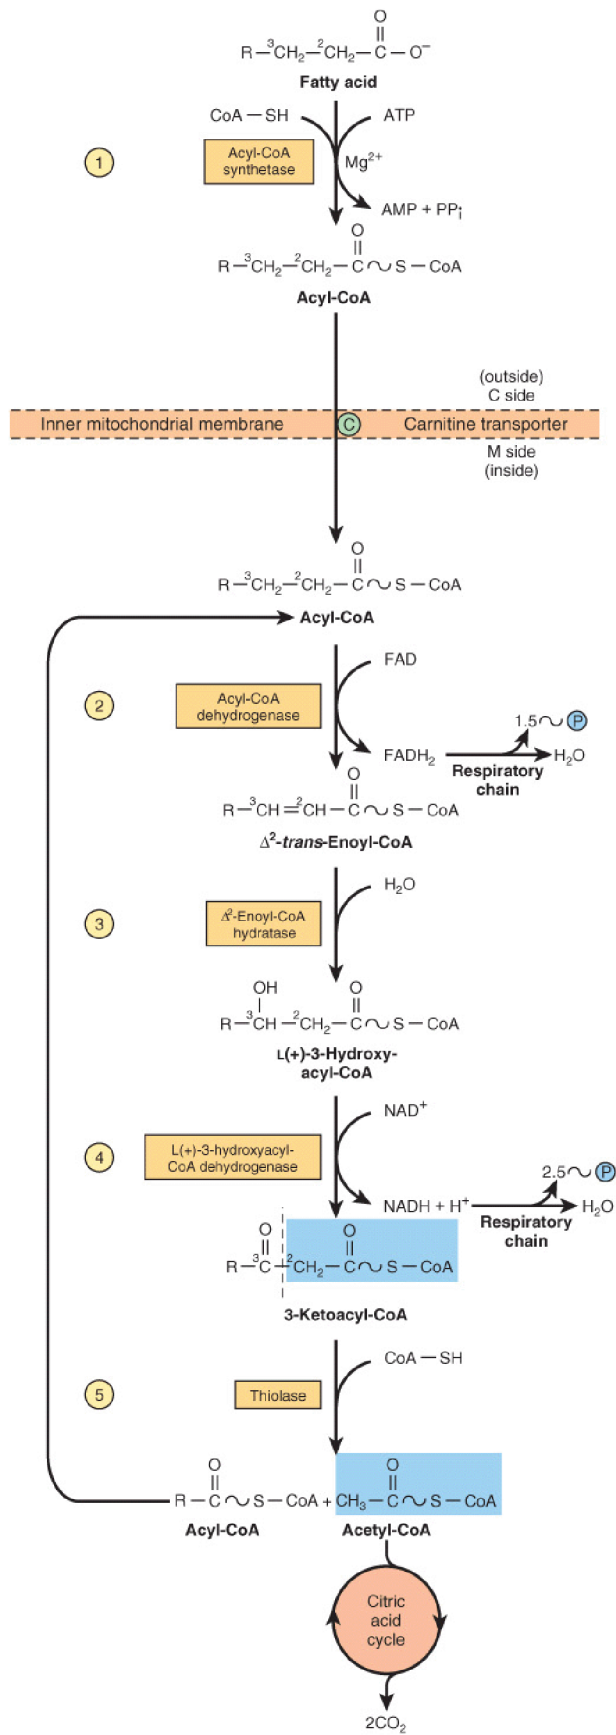 O
R—³CH₂—²CH₂—C—O⁻
Fatty acid
CoA—SH
ATP
1
Acyl-CoA
synthetase
Mg²⁺
AMP + PPi
O
R—³CH₂—²CH₂—C~S—CoA
Acyl-CoA
(outside)
C side
Inner mitochondrial membrane
C
Carnitine transporter
M side
(inside)
O
R—³CH₂—²CH₂—C~S—CoA
Acyl-CoA
FAD
2
Acyl-CoA
dehydrogenase
1.5~P
FADH₂
H₂O
Respiratory
chain
O
R—³CH=²CH—C~S—CoA
Δ²-trans-Enoyl-CoA
H₂O
3
Δ²-Enoyl-CoA
hydratase
OH
O
R—³CH—²CH₂—C~S—CoA
L(+)-3-Hydroxy-
acyl-CoA
NAD⁺
4
L(+)-3-hydroxyacyl-
CoA dehydrogenase
2.5~P
NADH + H⁺
H₂O
Respiratory
chain
O
O
R—³C—²CH₂—C~S—CoA
3-Ketoacyl-CoA
CoA—SH
5
Thiolase
O
O
R—C~S—CoA + CH₃—C~S—CoA
Acyl-CoA
Acetyl-CoA
Citric
acid
cycle
2CO₂